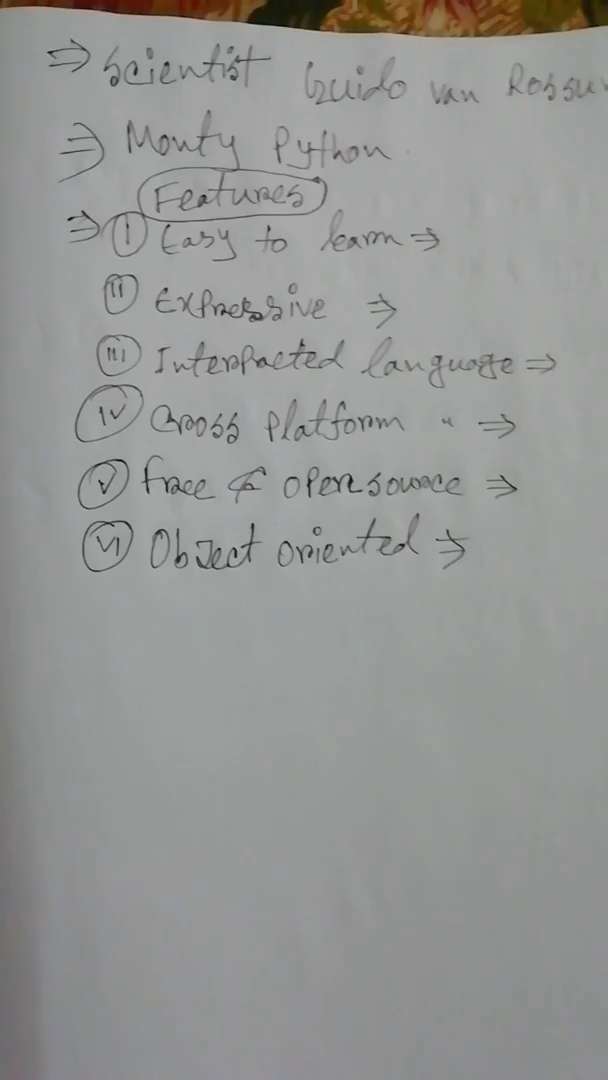 ⇒ Scientist Guido van Rossu
⇒ Monty Python
Features
⇒ (I) Easy to learn ⇒
(II) Expressive ⇒
(III) Interpreted language ⇒
(IV) Cross Platform " ⇒
(V) free & open source ⇒
(VI) Object oriented ⇒